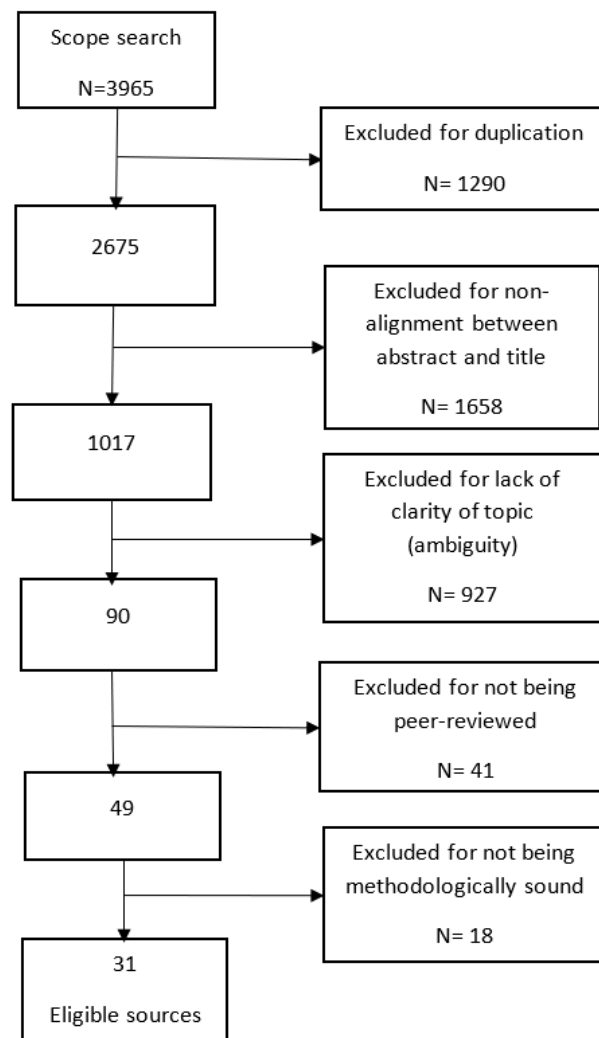 Scope search
N=3965
Excluded for duplication
N= 1290
2675
Excluded for non-
alignment between
abstract and title
N= 1658
1017
Excluded for lack of
clarity of topic
(ambiguity)
N= 927
90
Excluded for not being
peer-reviewed
N= 41
49
Excluded for not being
methodologically sound
N= 18
31
Eligible sources